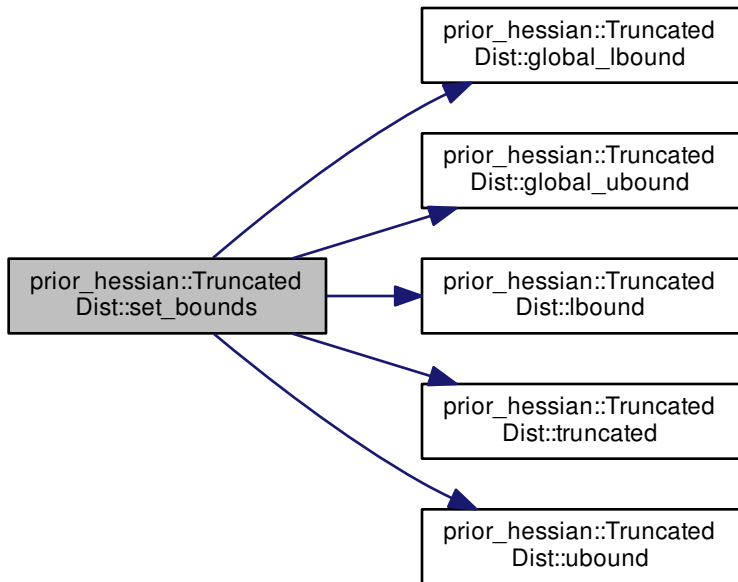 prior_hessian::Truncated
Dist::global_lbound
prior_hessian::Truncated
Dist::global_ubound
prior_hessian::Truncated
Dist::set_bounds
prior_hessian::Truncated
Dist::lbound
prior_hessian::Truncated
Dist::truncated
prior_hessian::Truncated
Dist::ubound